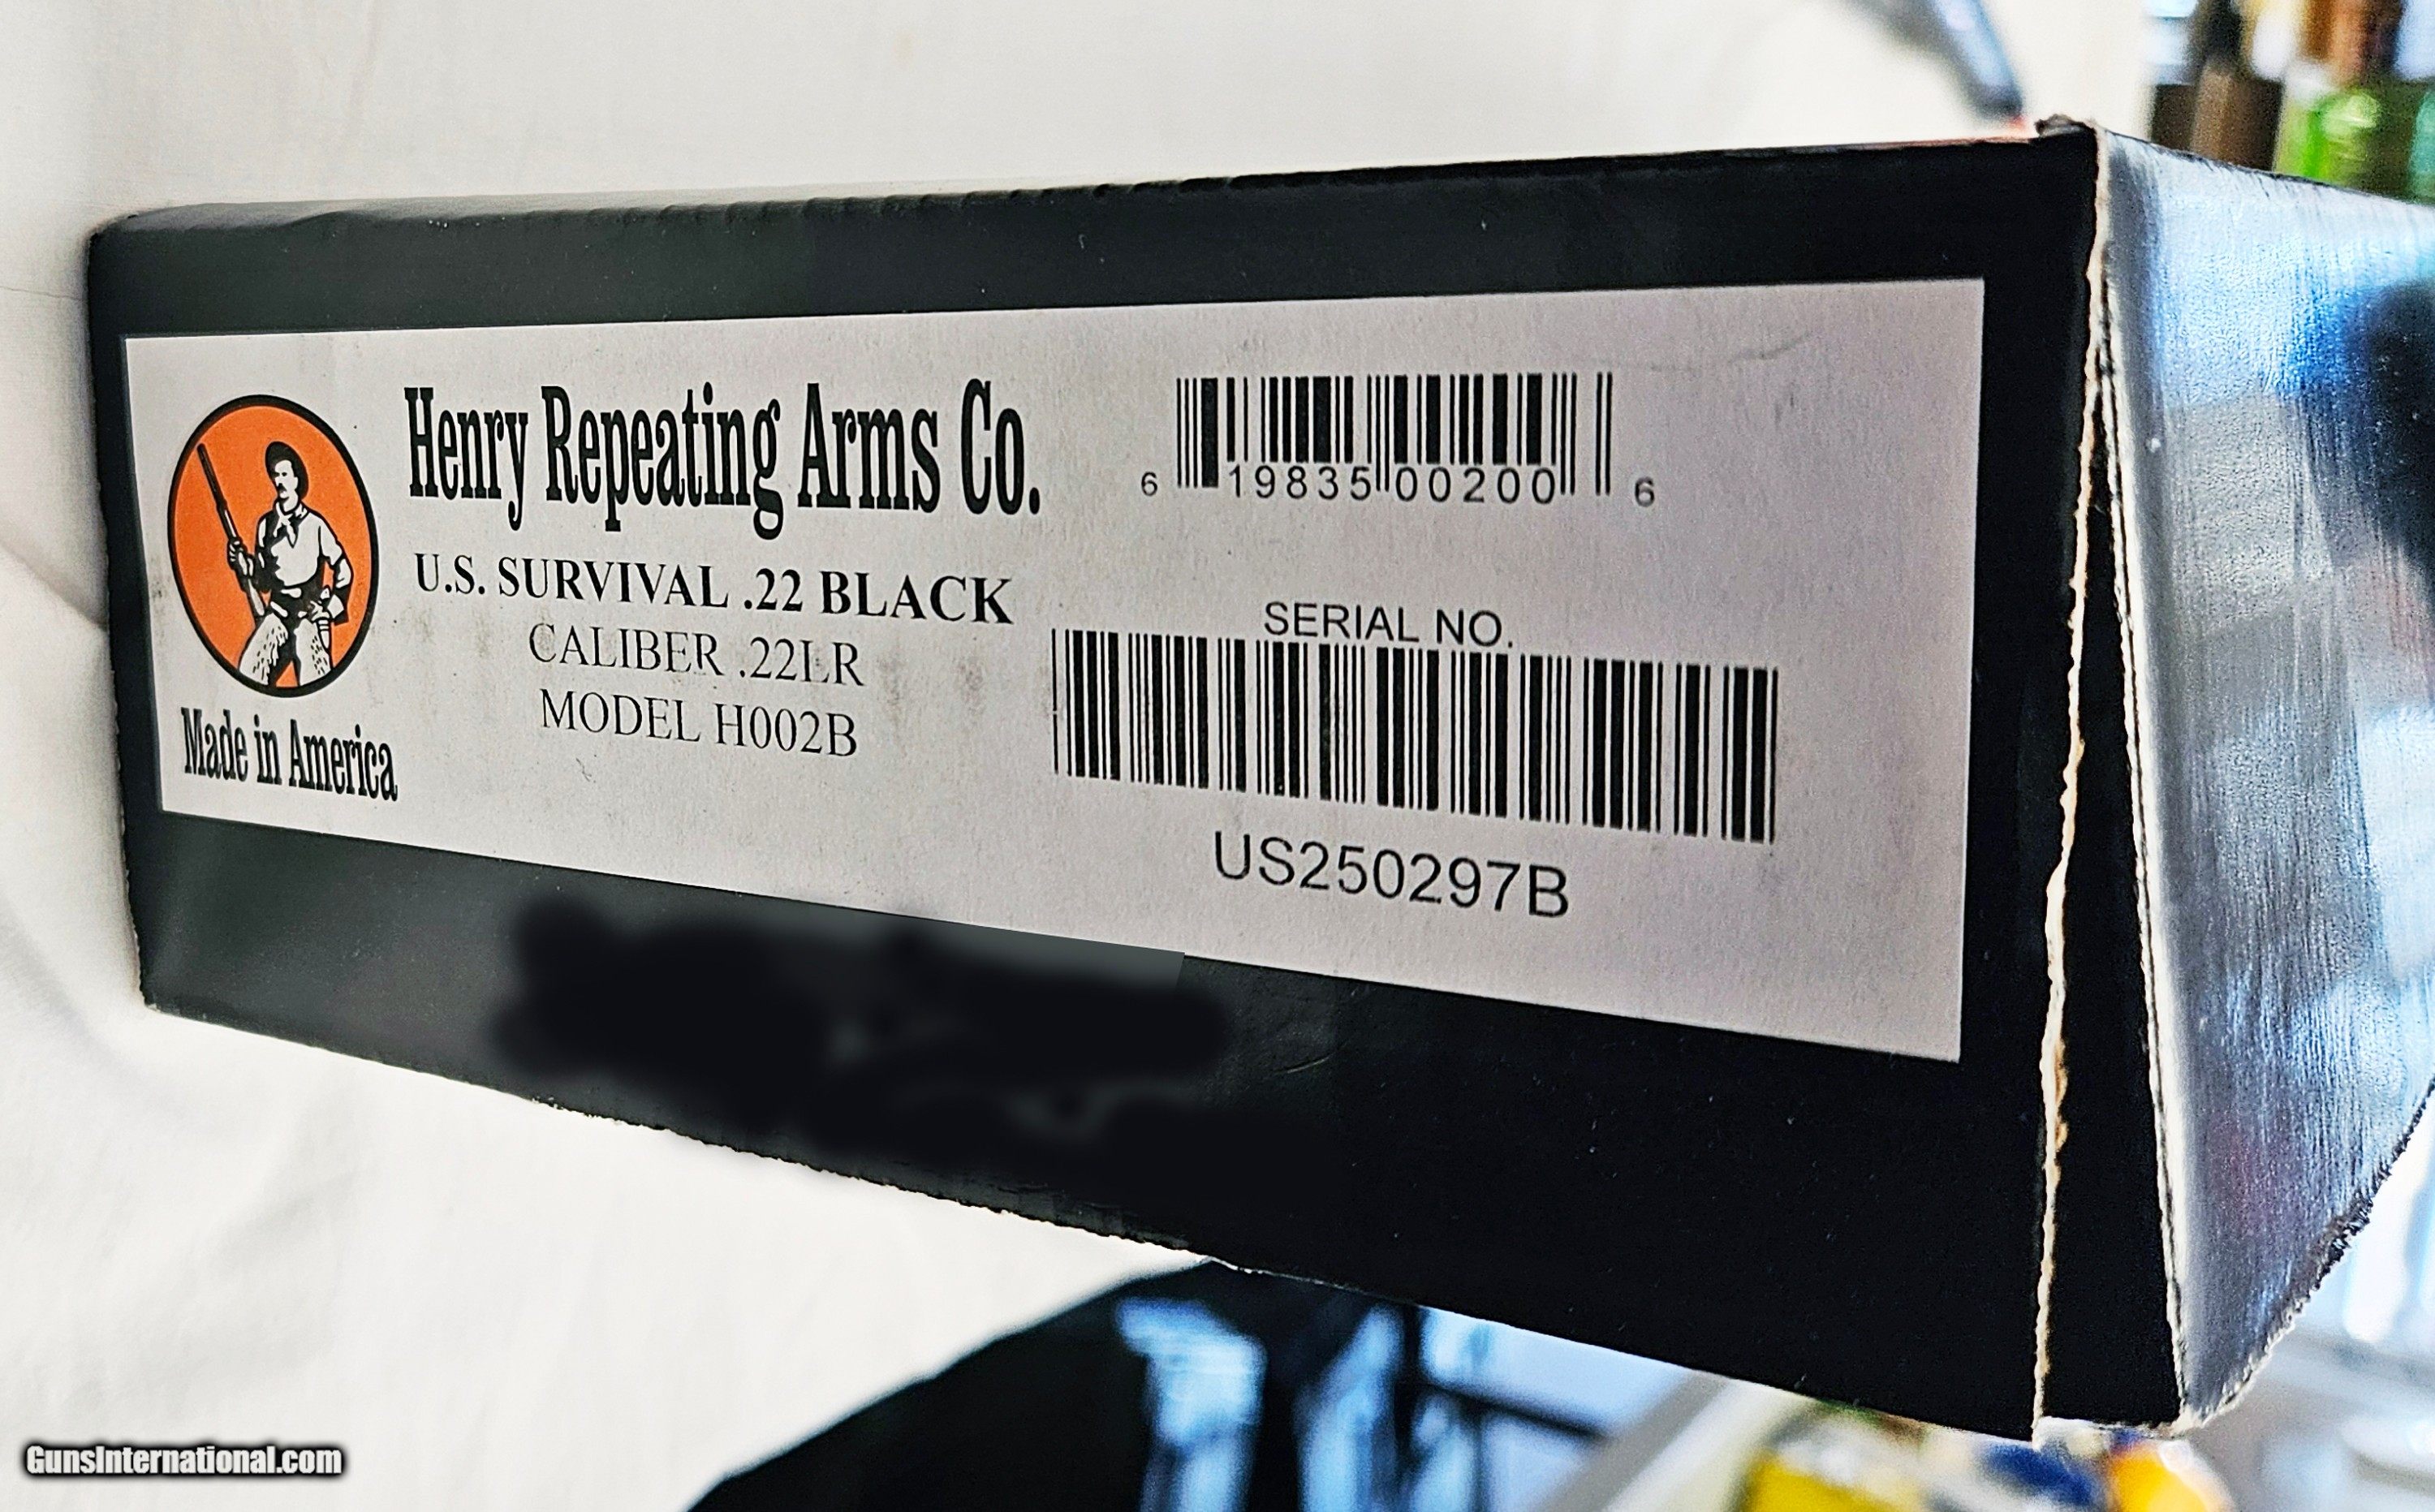 Henry Repeating Arms Co.
U.S. SURVIVAL .22 BLACK
CALIBER .22LR
MODEL H002B
Made in America
6 19835 00200 6
SERIAL NO.
US250297B
GunsInternational.com